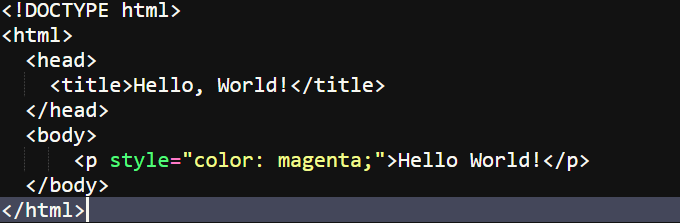 <!DOCTYPE html>
<html>
  <head>
    <title>Hello, World!</title>
  </head>
  <body>
      <p style="color: magenta;">Hello World!</p>
  </body>
</html>